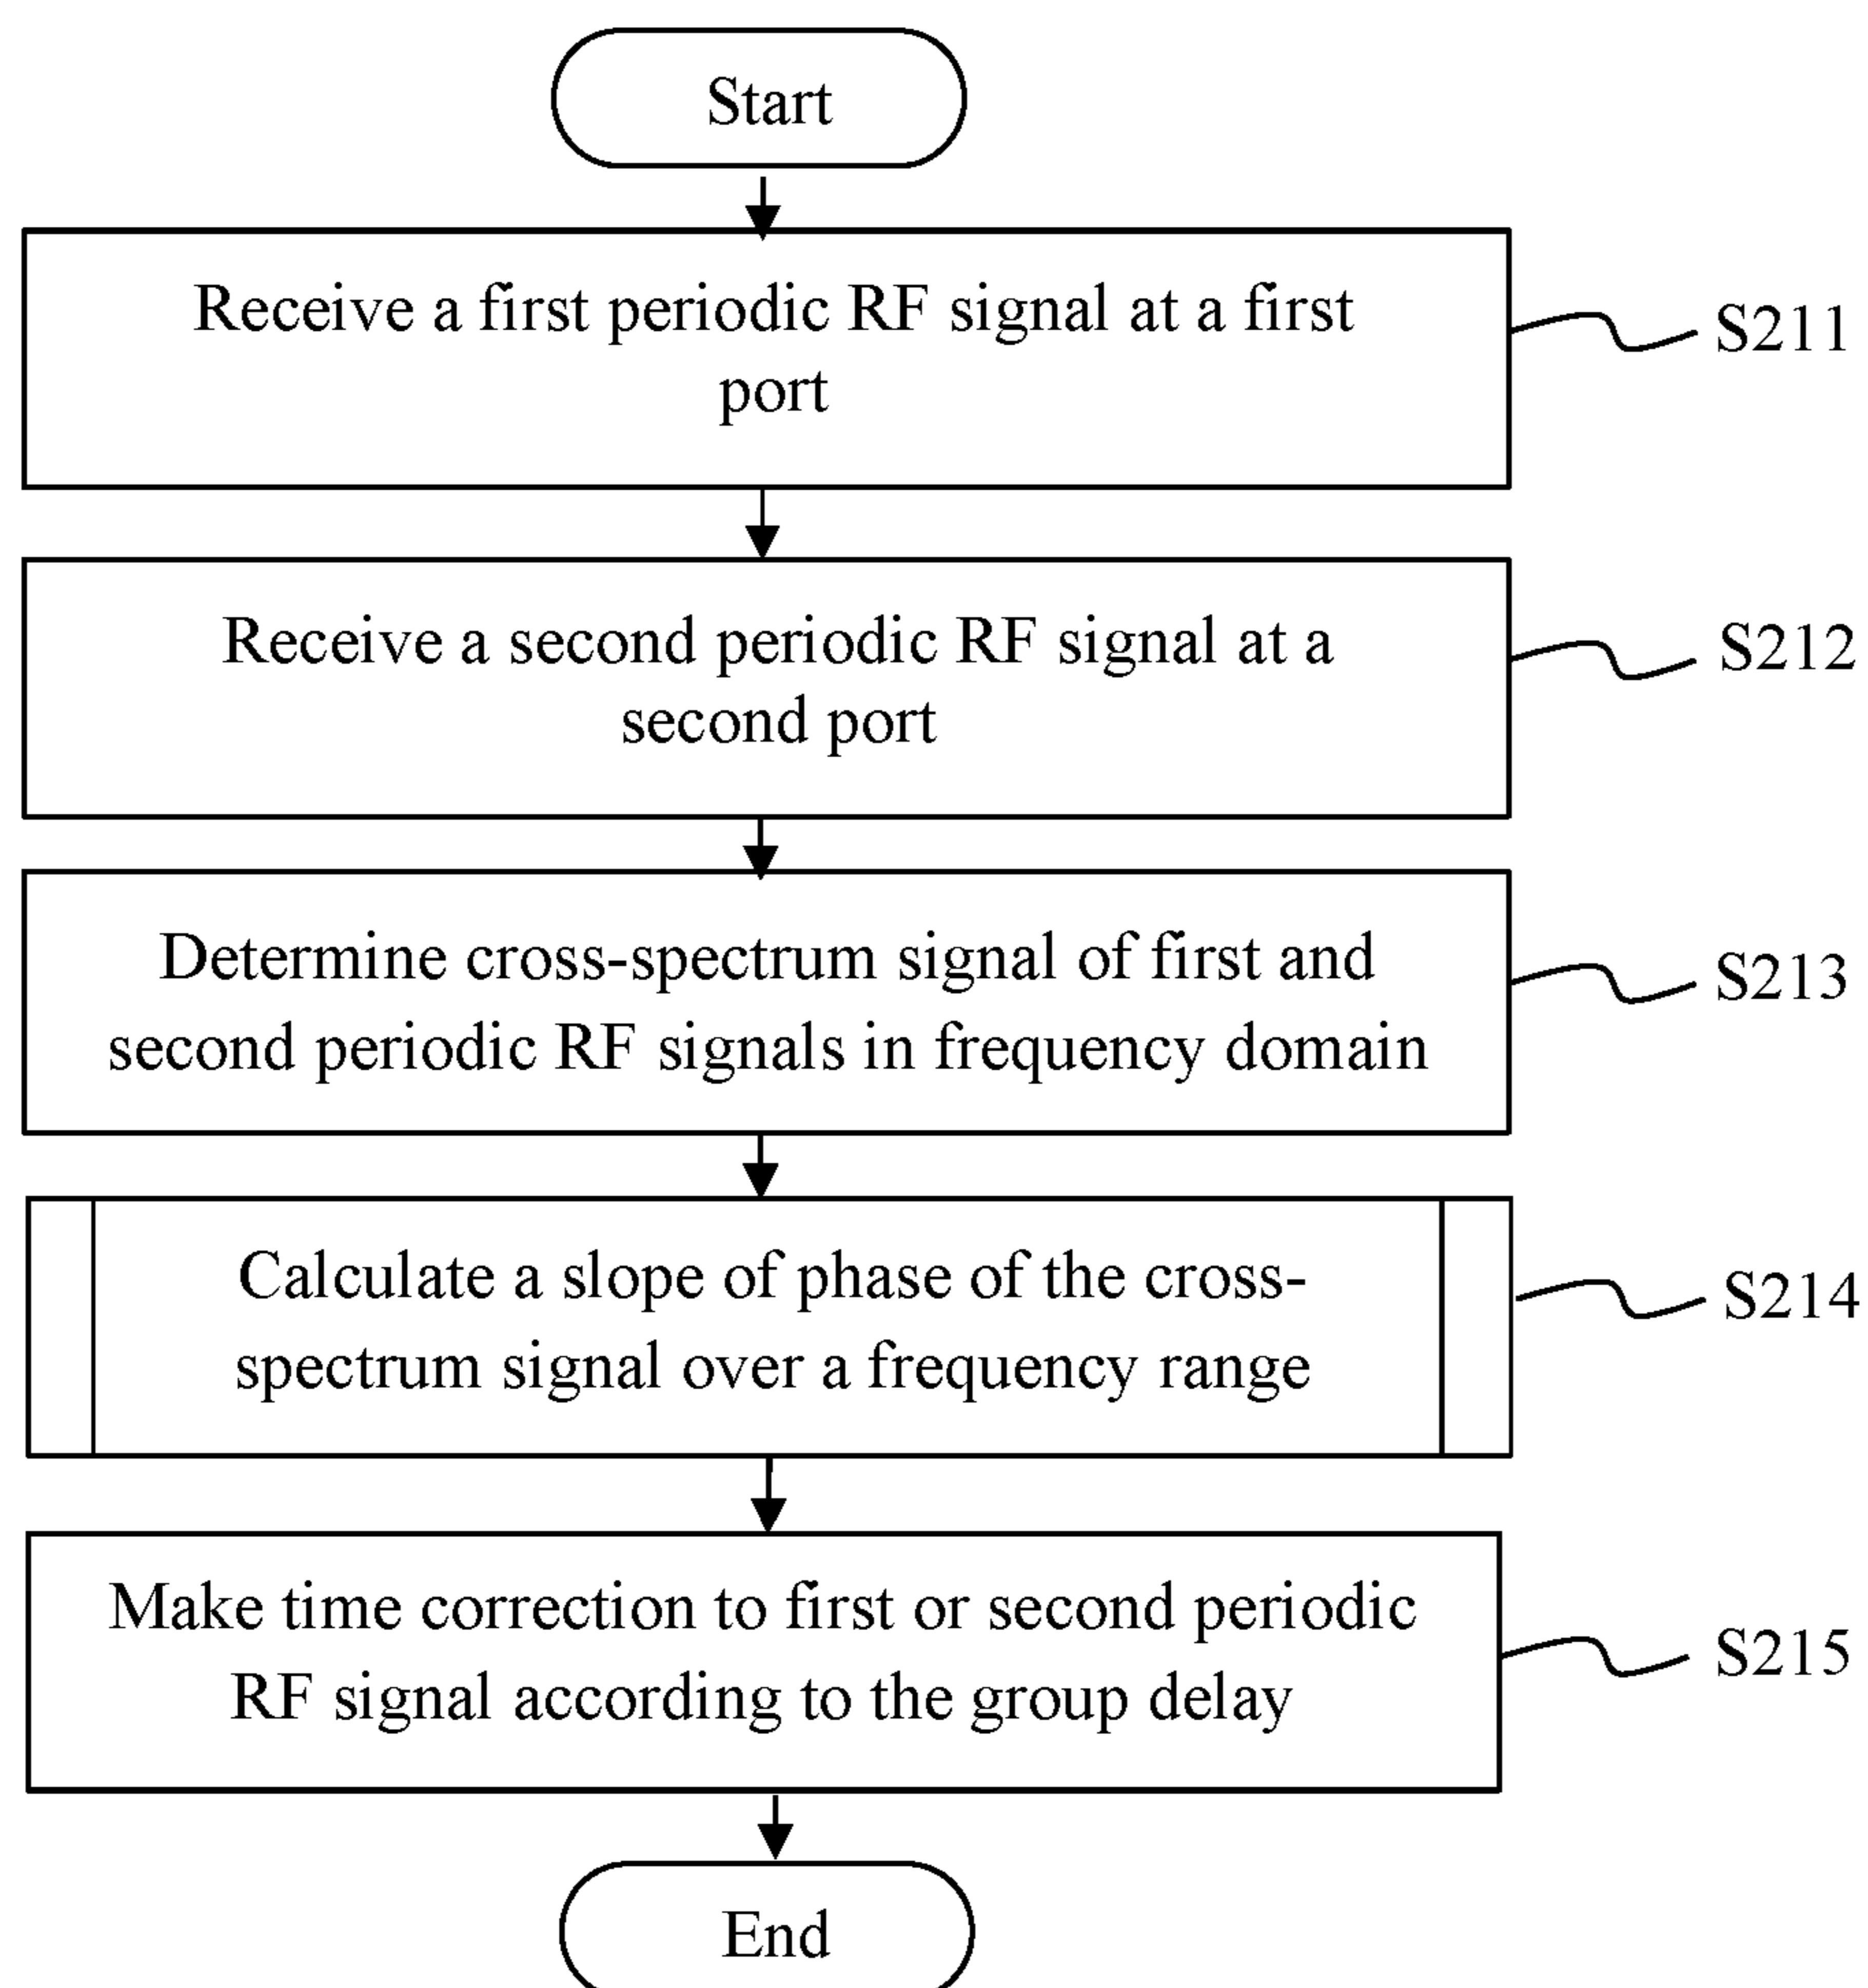 Start
Receive a first periodic RF signal at a first
port
S211
Receive a second periodic RF signal at a
second port
S212
Determine cross-spectrum signal of first and
second periodic RF signals in frequency domain
S213
Calculate a slope of phase of the cross-
spectrum signal over a frequency range
S214
Make time correction to first or second periodic
RF signal according to the group delay
S215
End